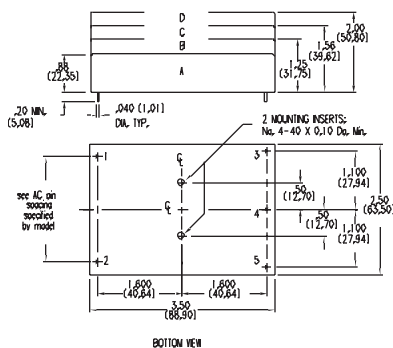 D
C
B
A
2,00
(50,80)
1,56
(39,62)
1,25
(31,75)
,88
(22,35)
,20 MIN,
(5,08)
,040 (1,01)
DIA, TYP,
2 MOUNTING INSERTS;
No, 4-40 X 0,10 Do, Min,
1
3
,50
(12,70)
1,100
(27,94)
2,50
(63,50)
see AC pin
spacing
specified
by model
4
,50
(12,70)
1,100
(27,94)
2
5
1,600
(40,64)
1,600
(40,64)
3,50
(88,90)
BOTTOM VIEW